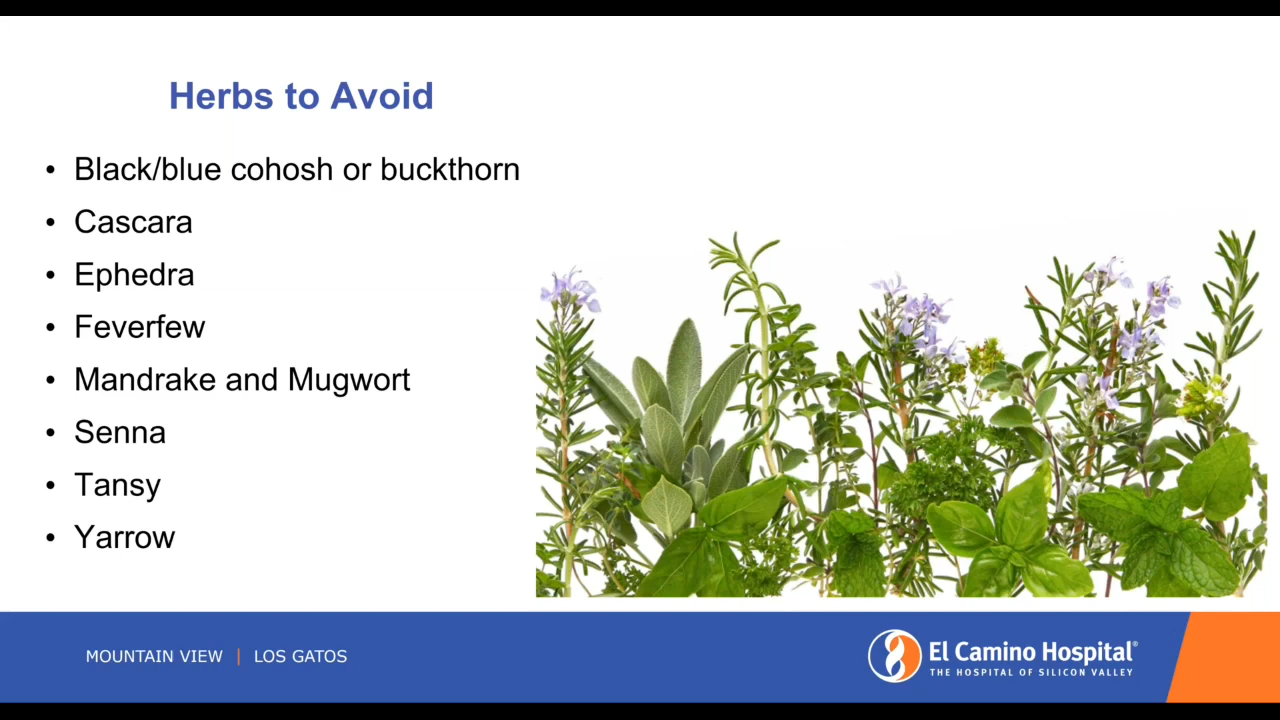 Herbs to Avoid
• Black/blue cohosh or buckthorn
• Cascara
• Ephedra
• Feverfew
• Mandrake and Mugwort
• Senna
• Tansy
• Yarrow
MOUNTAIN VIEW | LOS GATOS
El Camino Hospital®
THE HOSPITAL OF SILICON VALLEY